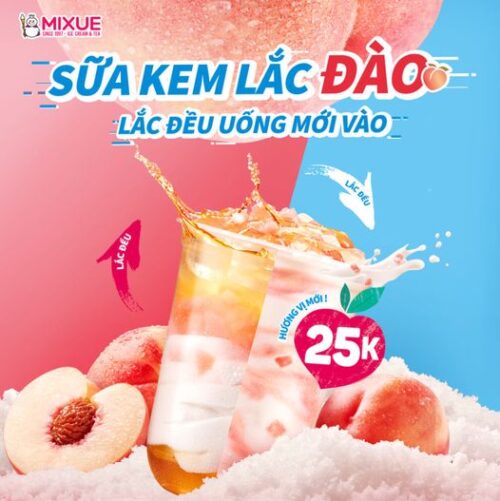 MIXUE
SINCE 1997 - ICE CREAM & TEA
SỮA KEM LẮC ĐÀO
LẮC ĐỀU UỐNG MỚI VÀO
LẮC ĐỀU
LẮC ĐỀU
HƯƠNG VỊ MỚI !
25K